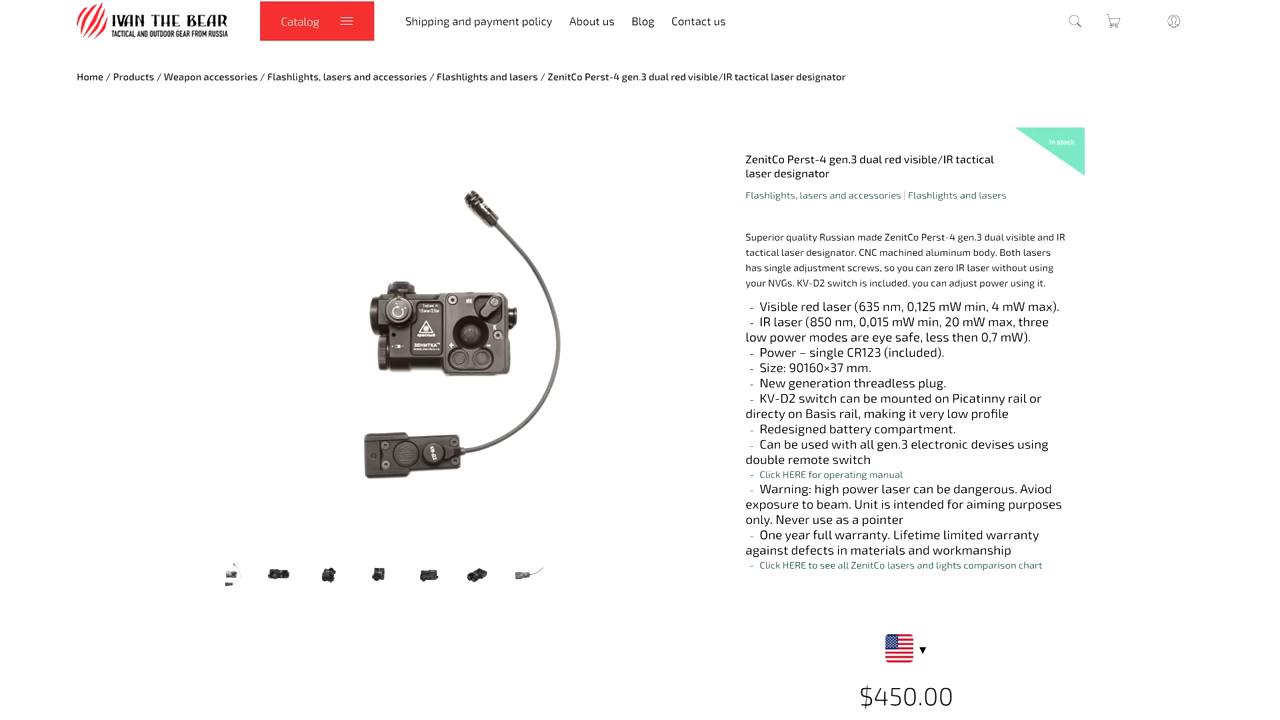 IVAN THE BEAR
TACTICAL AND OUTDOOR GEAR FROM RUSSIA
Catalog
Shipping and payment policy
About us
Blog
Contact us
Home / Products / Weapon accessories / Flashlights, lasers and accessories / Flashlights and lasers / ZenitCo Perst-4 gen.3 dual red visible/IR tactical laser designator
In stock
ZenitCo Perst-4 gen.3 dual red visible/IR tactical
laser designator
Flashlights, lasers and accessories | Flashlights and lasers
Superior quality Russian made ZenitCo Perst-4 gen.3 dual visible and IR
tactical laser designator. CNC machined aluminum body. Both lasers
has single adjustment screws, so you can zero IR laser without using
your NVGs. KV-D2 switch is included, you can adjust power using it.
- Visible red laser (635 nm, 0,125 mW min, 4 mW max).
- IR laser (850 nm, 0,015 mW min, 20 mW max, three
low power modes are eye safe, less then 0,7 mW).
- Power – single CR123 (included).
- Size: 90160×37 mm.
- New generation threadless plug.
- KV-D2 switch can be mounted on Picatinny rail or
directy on Basis rail, making it very low profile
- Redesigned battery compartment.
- Can be used with all gen.3 electronic devises using
double remote switch
- Click HERE for operating manual
- Warning: high power laser can be dangerous. Aviod
exposure to beam. Unit is intended for aiming purposes
only. Never use as a pointer
- One year full warranty. Lifetime limited warranty
against defects in materials and workmanship
- Click HERE to see all ZenitCo lasers and lights comparison chart
ЗЕНИТКА
$450.00